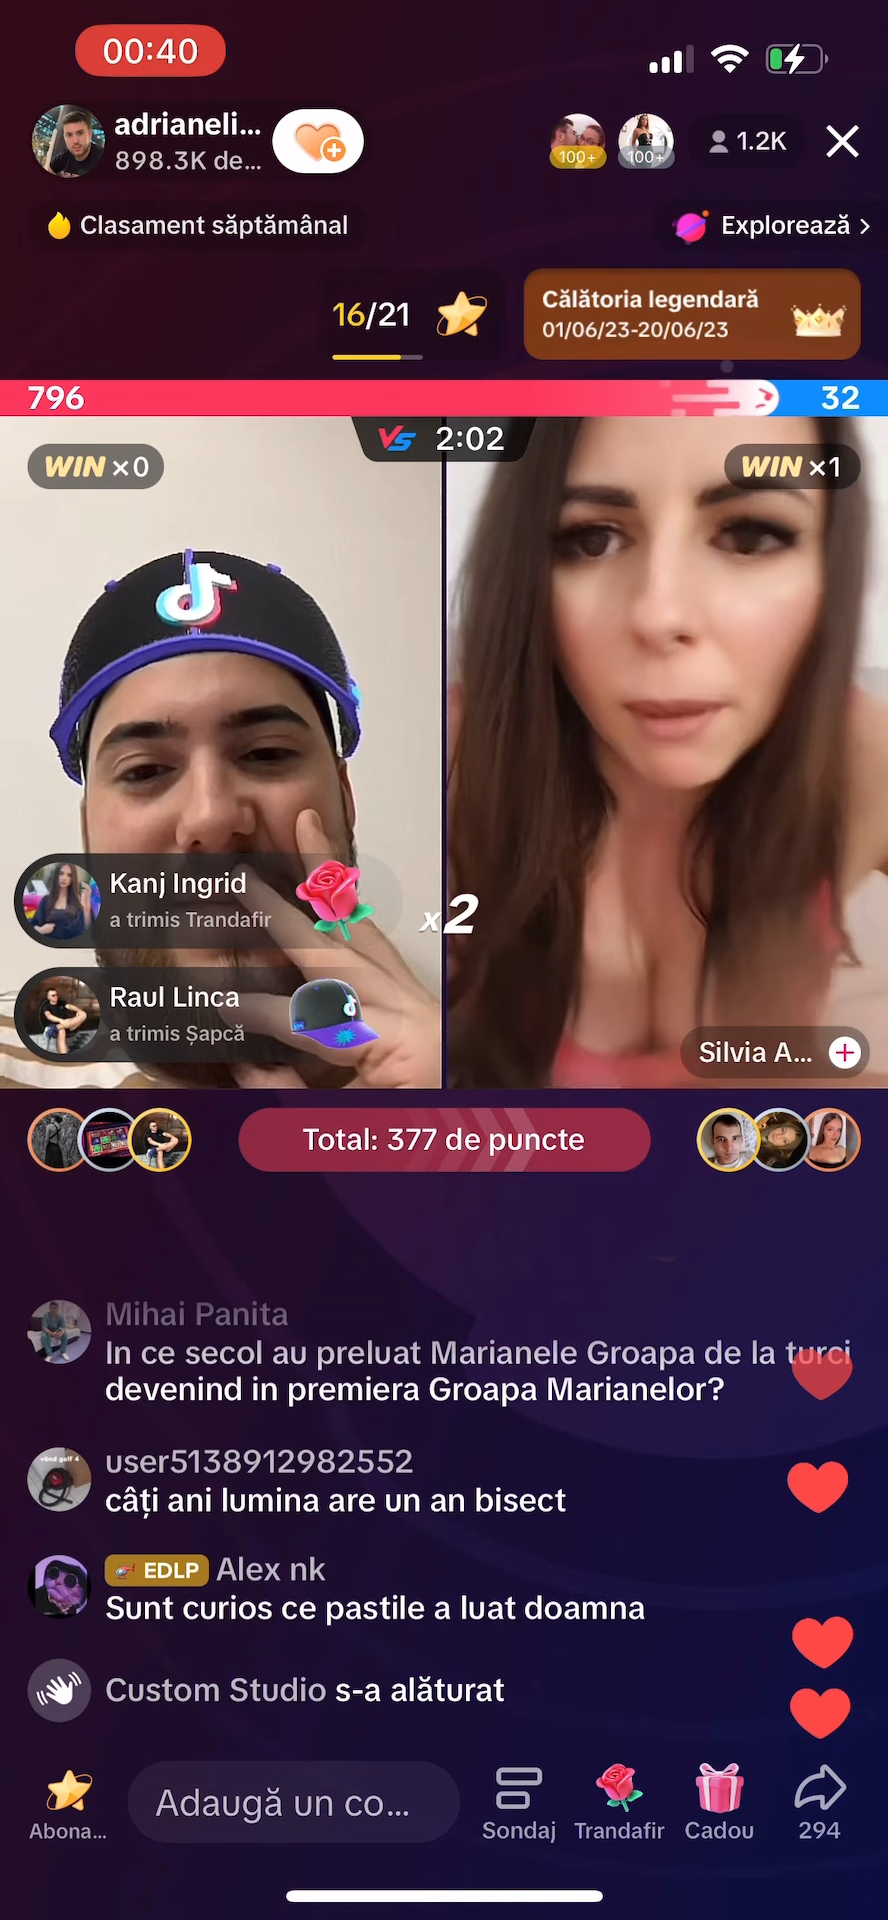 00:40
adrianeli...
898.3K de...
100+
100+
1.2K
Clasament săptămânal
Explorează >
16/21
Călătoria legendară
01/06/23-20/06/23
796
32
VS 2:02
WIN ×0
WIN ×1
Kanj Ingrid
a trimis Trandafir
x2
Raul Linca
a trimis Șapcă
Silvia A...
Total: 377 de puncte
Mihai Panita
In ce secol au preluat Marianele Groapa de la turci
devenind in premiera Groapa Marianelor?
vând golf 4
user5138912982552
câți ani lumina are un an bisect
EDLP Alex nk
Sunt curios ce pastile a luat doamna
Custom Studio s-a alăturat
Abona...
Adaugă un co...
Sondaj
Trandafir
Cadou
294